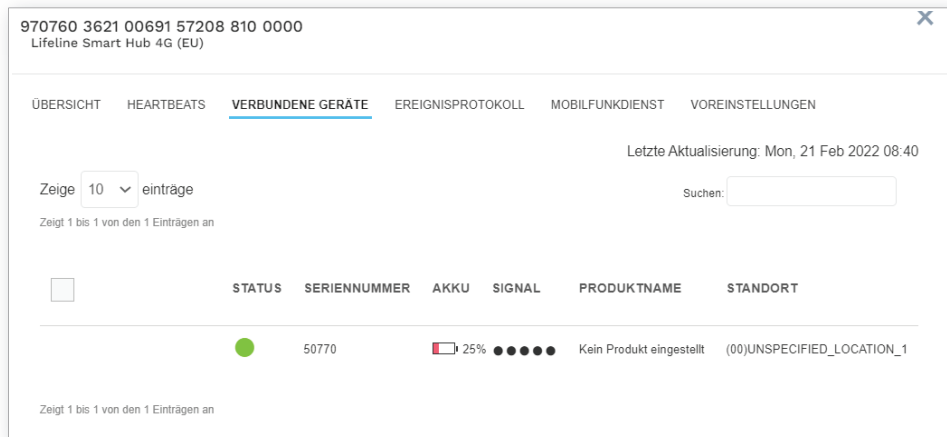 970760 3621 00691 57208 810 0000
Lifeline Smart Hub 4G (EU)
ÜBERSICHT HEARTBEATS VERBUNDENE GERÄTE EREIGNISPROTOKOLL MOBILFUNKDIENST VOREINSTELLUNGEN
Letzte Aktualisierung: Mon, 21 Feb 2022 08:40
Zeige 10 einträge
Suchen:
Zeigt 1 bis 1 von den 1 Einträgen an
STATUS SERIENNUMMER AKKU SIGNAL PRODUKTNAME STANDORT
50770 25% Kein Produkt eingestellt (00)UNSPECIFIED_LOCATION_1
Zeigt 1 bis 1 von den 1 Einträgen an